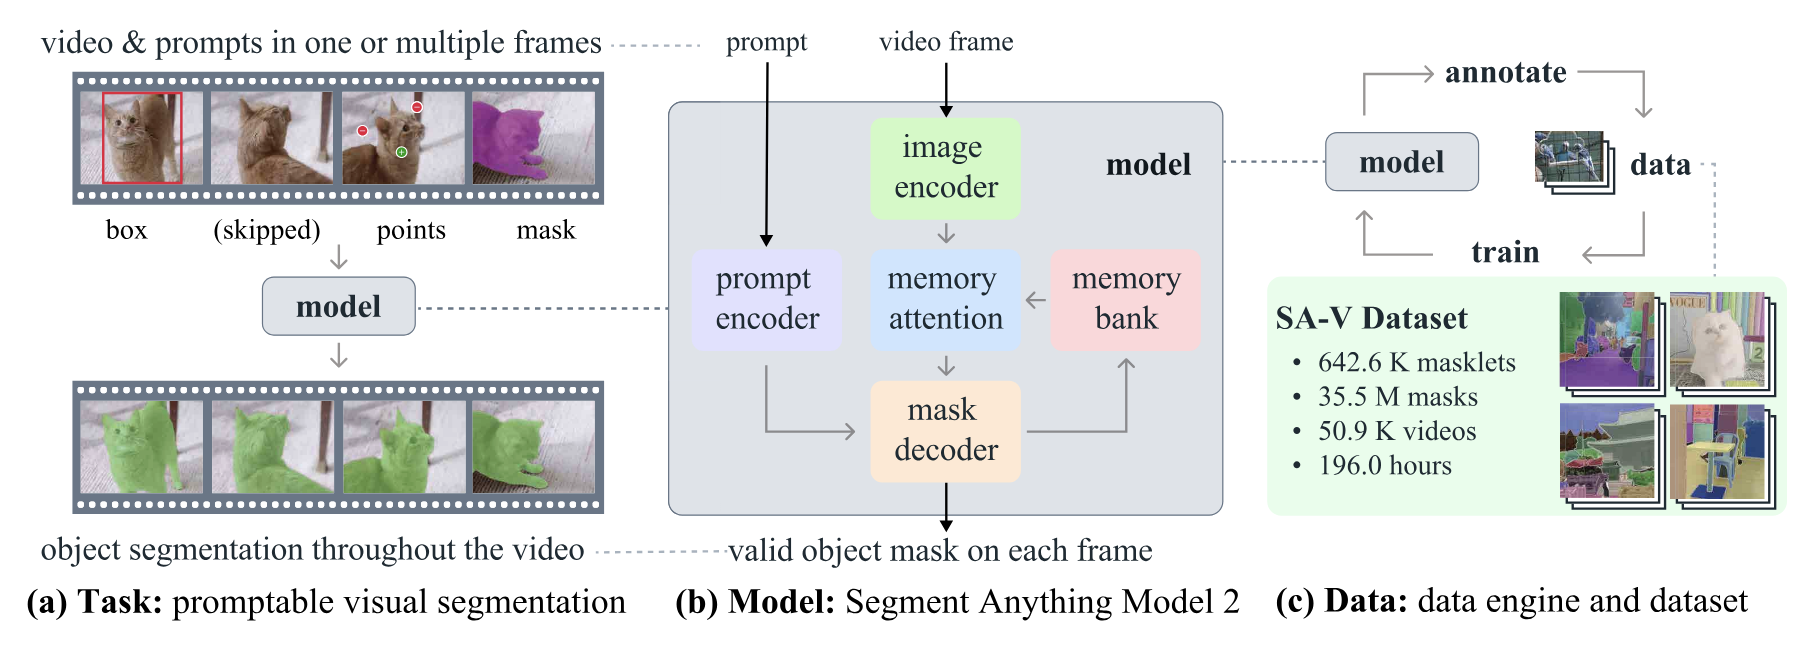 video & prompts in one or multiple frames
box
(skipped)
points
mask
model
object segmentation throughout the video
(a) Task: promptable visual segmentation
prompt
video frame
image
encoder
model
prompt
encoder
memory
attention
memory
bank
mask
decoder
valid object mask on each frame
(b) Model: Segment Anything Model 2
annotate
model
data
train
SA-V Dataset
• 642.6 K masklets
• 35.5 M masks
• 50.9 K videos
• 196.0 hours
VOGUE
2
(c) Data: data engine and dataset